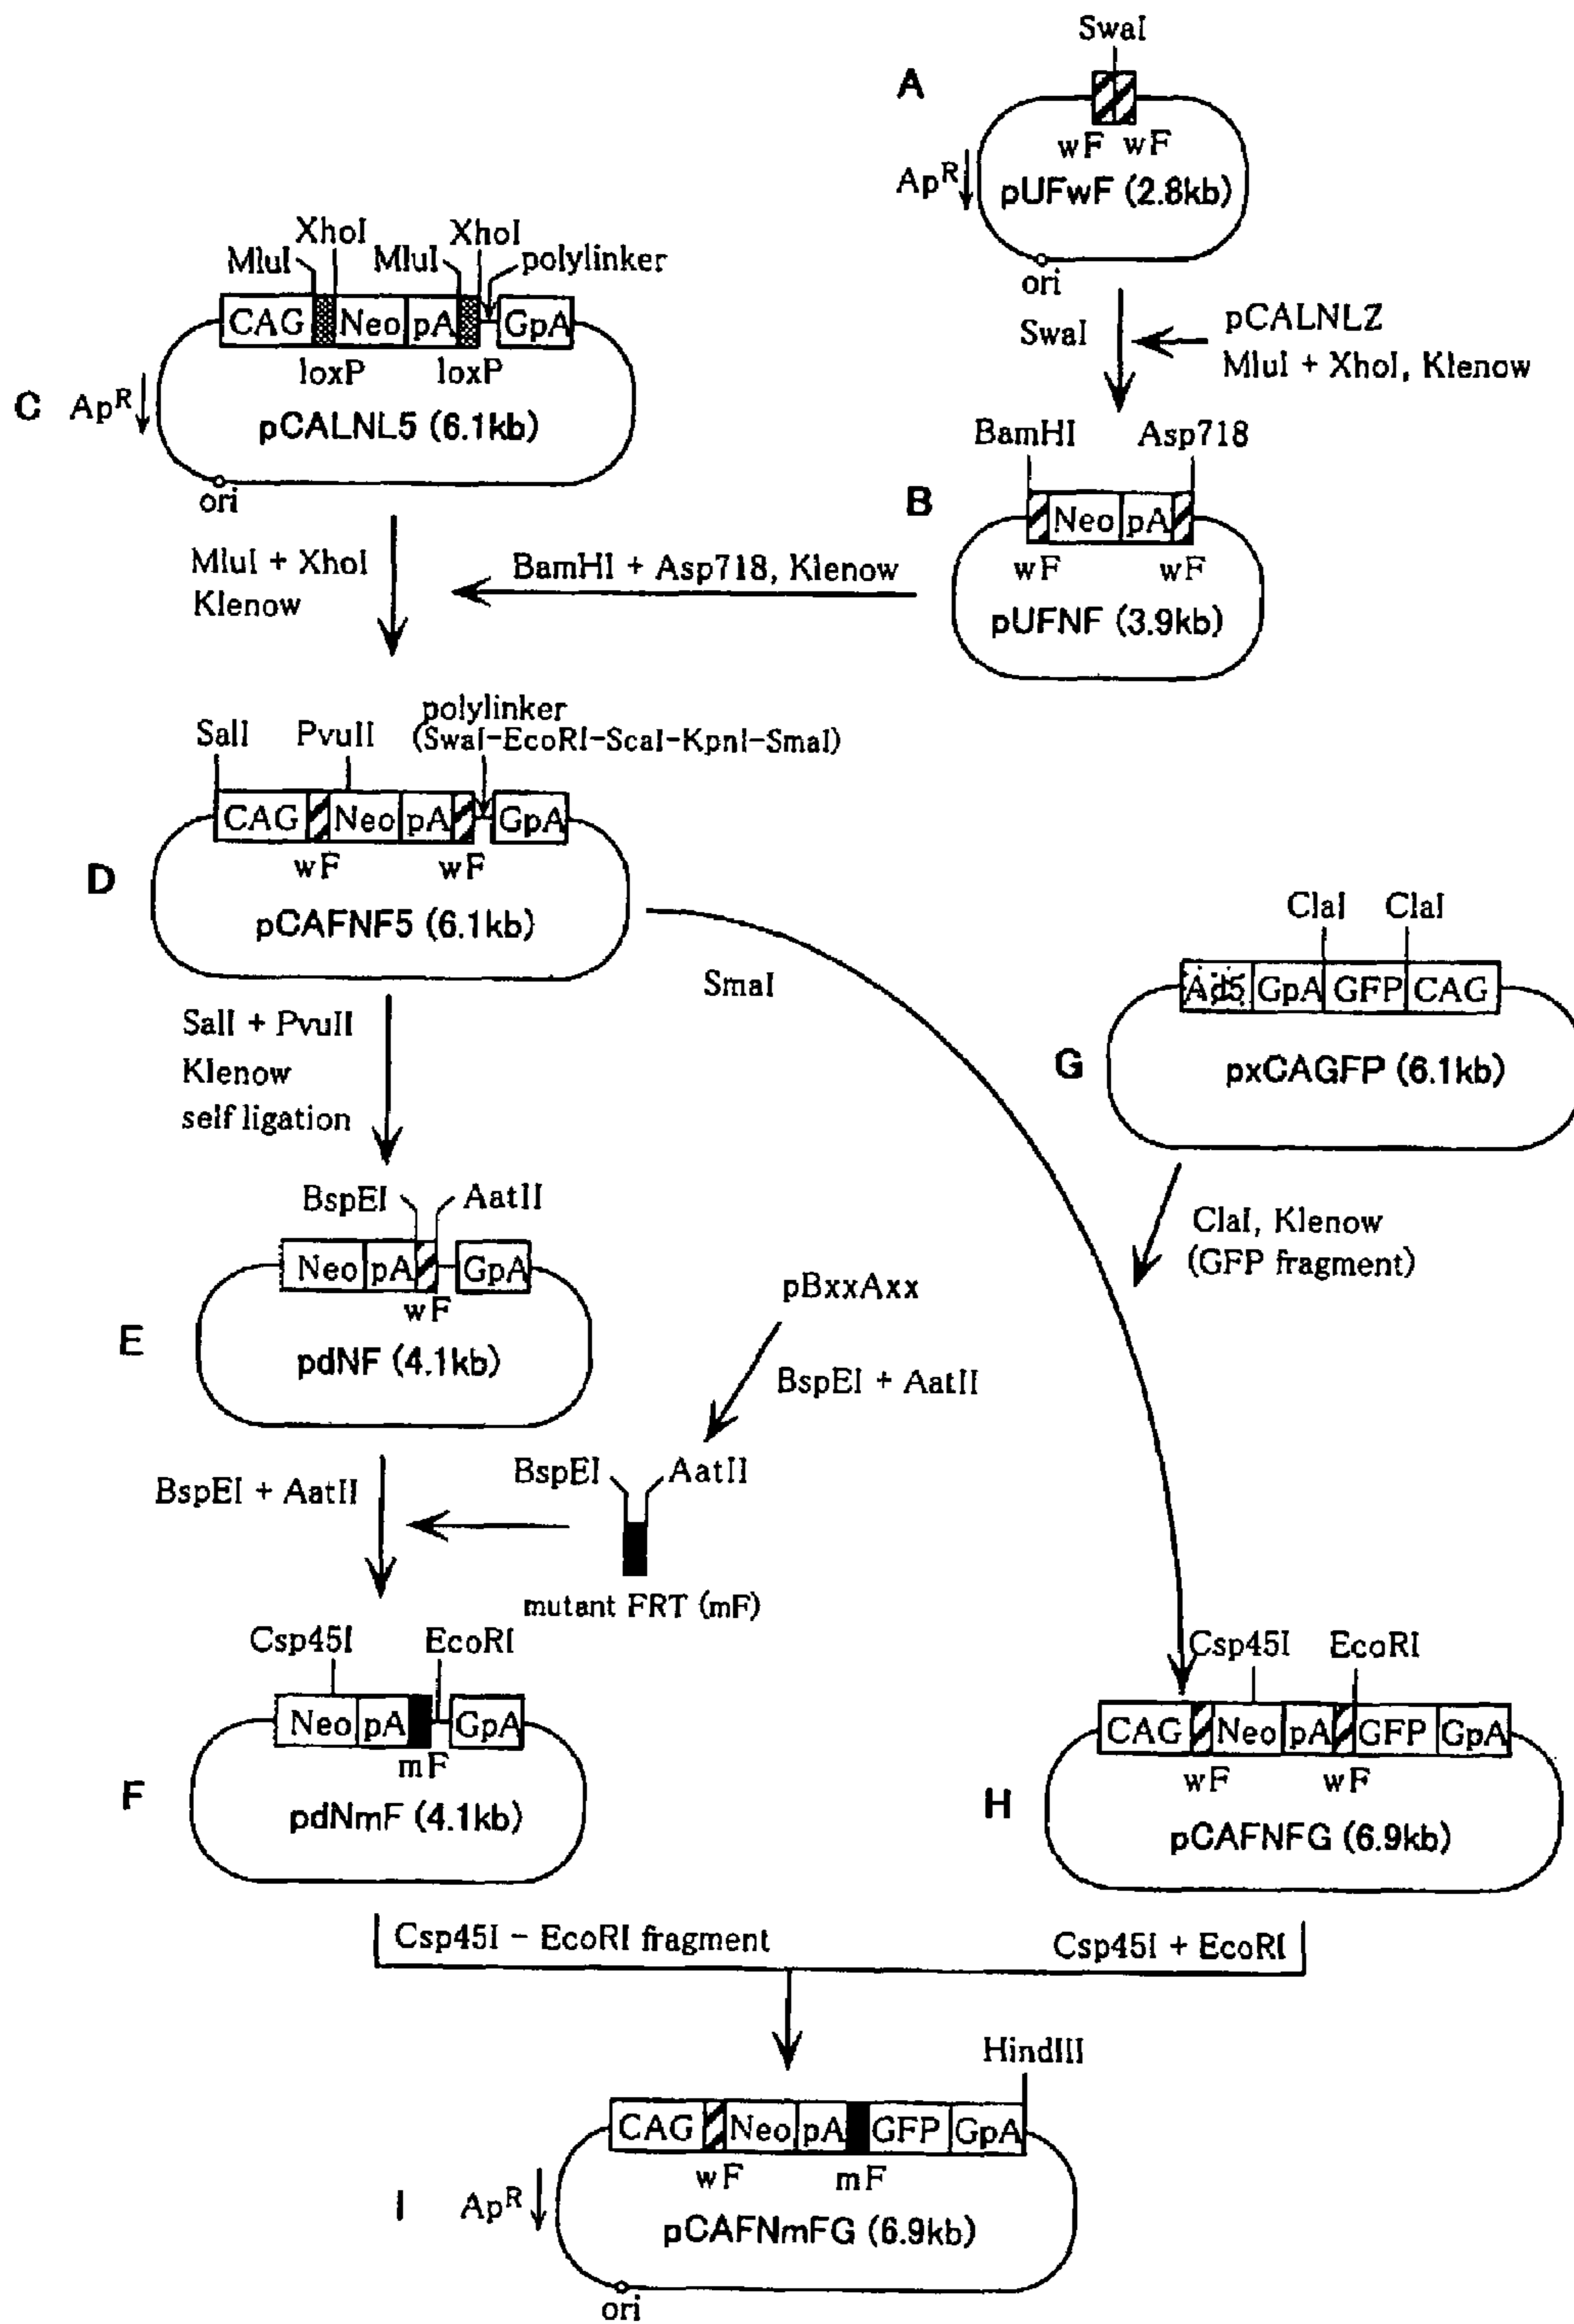 SwaI
A
wF wF
ApR
pUFwF (2.8kb)
ori
SwaI
pCALNLZ
MluI + XhoI, Klenow
XhoI XhoI
MluI MluI polylinker
CAG Neo pA GpA
loxP loxP
C ApR
pCALNL5 (6.1kb)
ori
BamHI Asp718
B
Neo pA
wF wF
pUFNF (3.9kb)
MluI + XhoI
Klenow
BamHI + Asp718, Klenow
SalI PvuII polylinker
(SwaI-EcoRI-ScaI-KpnI-SmaI)
CAG Neo pA GpA
wF wF
D
pCAFNF5 (6.1kb)
SmaI
SalI + PvuII
Klenow
self ligation
ClaI ClaI
Ad5 GpA GFP CAG
G
pxCAGFP (6.1kb)
ClaI, Klenow
(GFP fragment)
BspEI AatII
Neo pA GpA
wF
E
pdNF (4.1kb)
pBxxAxx
BspEI + AatII
BspEI + AatII
BspEI AatII
mutant FRT (mF)
Csp45I EcoRI
Neo pA GpA
mF
F
pdNmF (4.1kb)
Csp45I EcoRI
CAG Neo pA GFP GpA
wF wF
H
pCAFNFG (6.9kb)
Csp45I - EcoRI fragment
Csp45I + EcoRI
HindIII
CAG Neo pA GFP GpA
wF mF
I ApR
pCAFNmFG (6.9kb)
ori